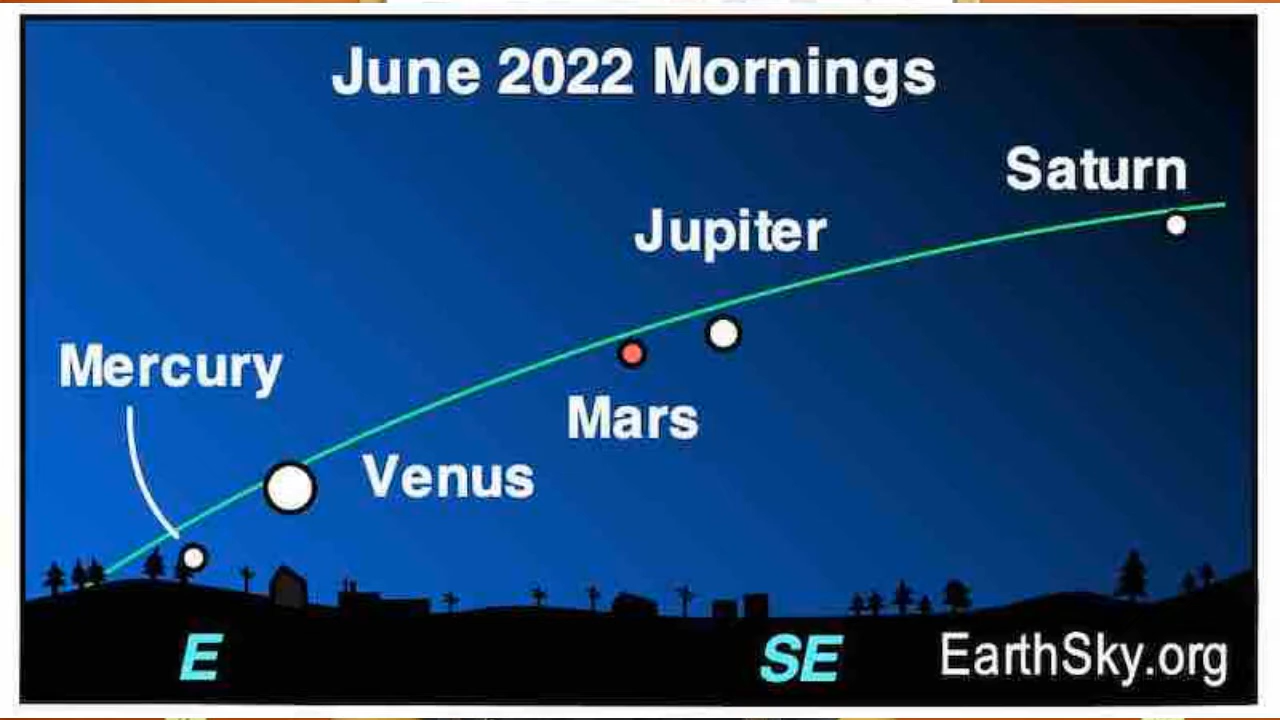 June 2022 Mornings
Saturn
Jupiter
Mercury
Mars
Venus
E
SE
EarthSky.org